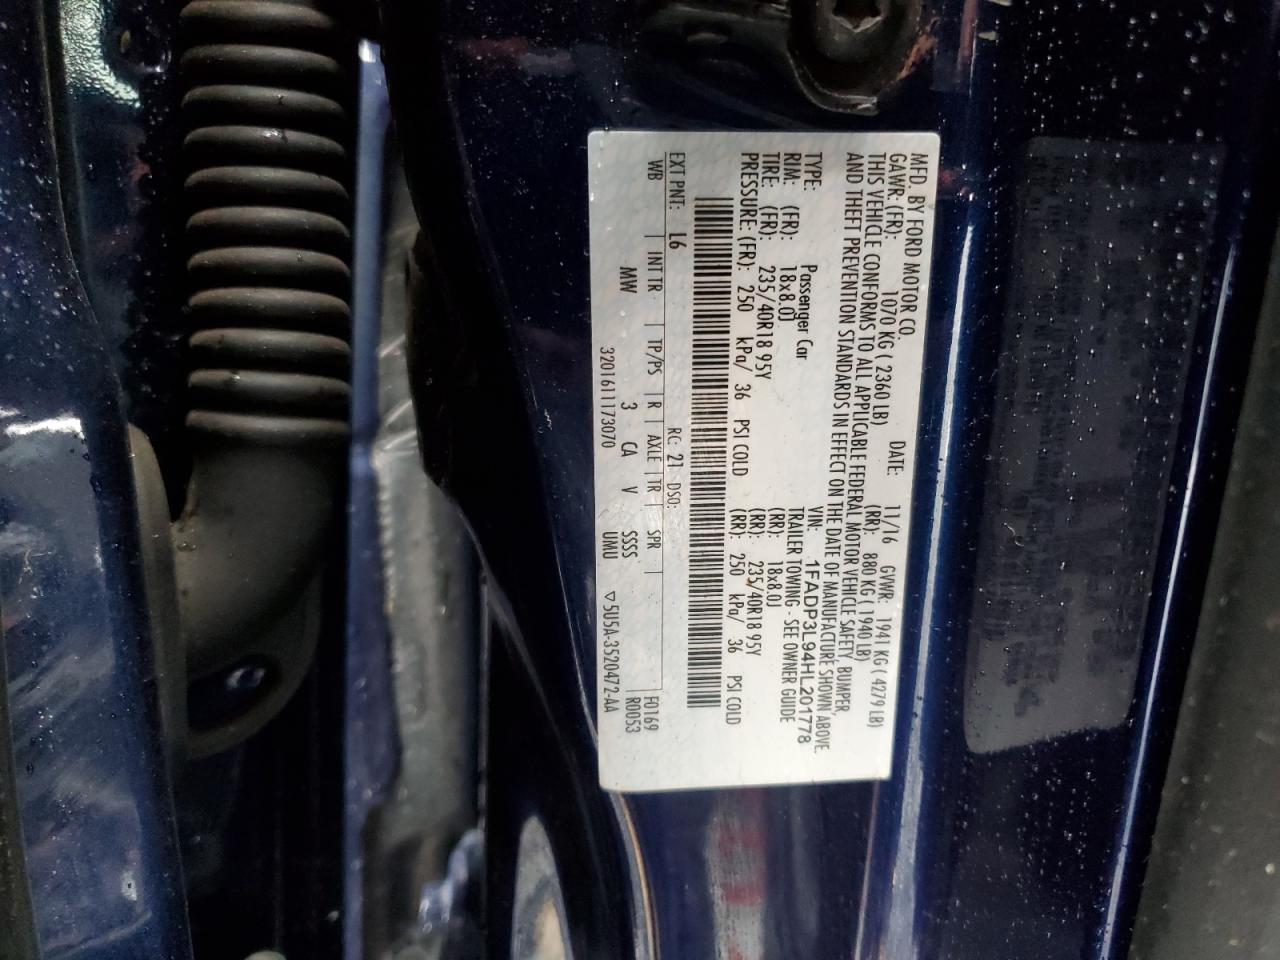 MFD. BY FORD MOTOR CO.
DATE: 11/16 GVWR: 1941 KG ( 4279 LB)
GAWR: (FR): 1070 KG ( 2360 LB) (RR): 880 KG ( 1940 LB)
THIS VEHICLE CONFORMS TO ALL APPLICABLE FEDERAL MOTOR VEHICLE SAFETY, BUMPER,
AND THEFT PREVENTION STANDARDS IN EFFECT ON THE DATE OF MANUFACTURE SHOWN ABOVE.
VIN: 1FADP3L94HL201778
TYPE: Passenger Car TRAILER TOWING - SEE OWNER GUIDE
RIM: (FR): 18x8.0J (RR): 18x8.0J
TIRE: (FR): 235/40R18 95Y (RR): 235/40R18 95Y
PRESSURE: (FR): 250 kPa/ 36 PSI COLD (RR): 250 kPa/ 36 PSI COLD
EXT PNT: L6 RC: 21 DSO: F0169
WB | INT TR | TP/PS | R | AXLE | TR | SPR | R0053
MW 3 CA V SSSS
3201611173070 UMU ▽5U5A-3520472-AA